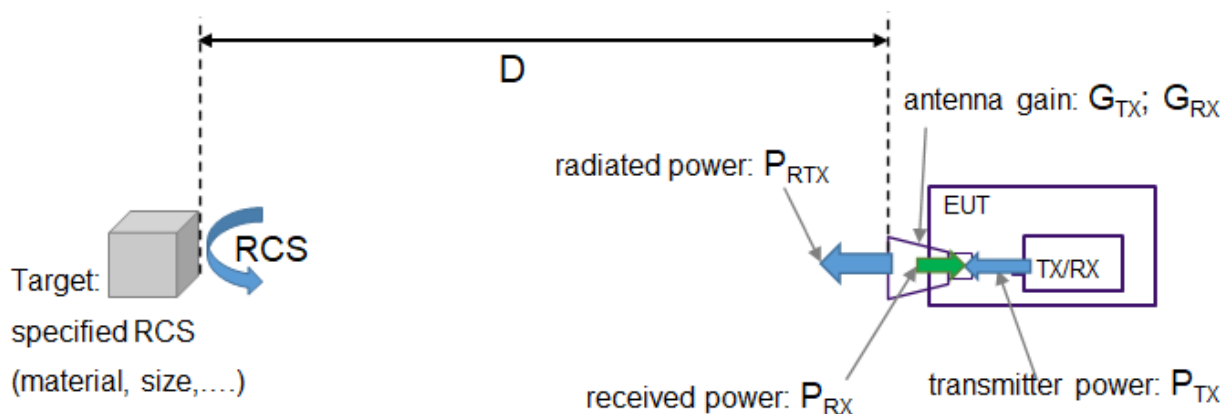 D
antenna gain: GTX; GRX
radiated power: PRTX
EUT
RCS
TX/RX
Target:
specified RCS
(material, size,....)
received power: PRX
transmitter power: PTX